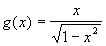 g(x) = x / √(1 − x²)